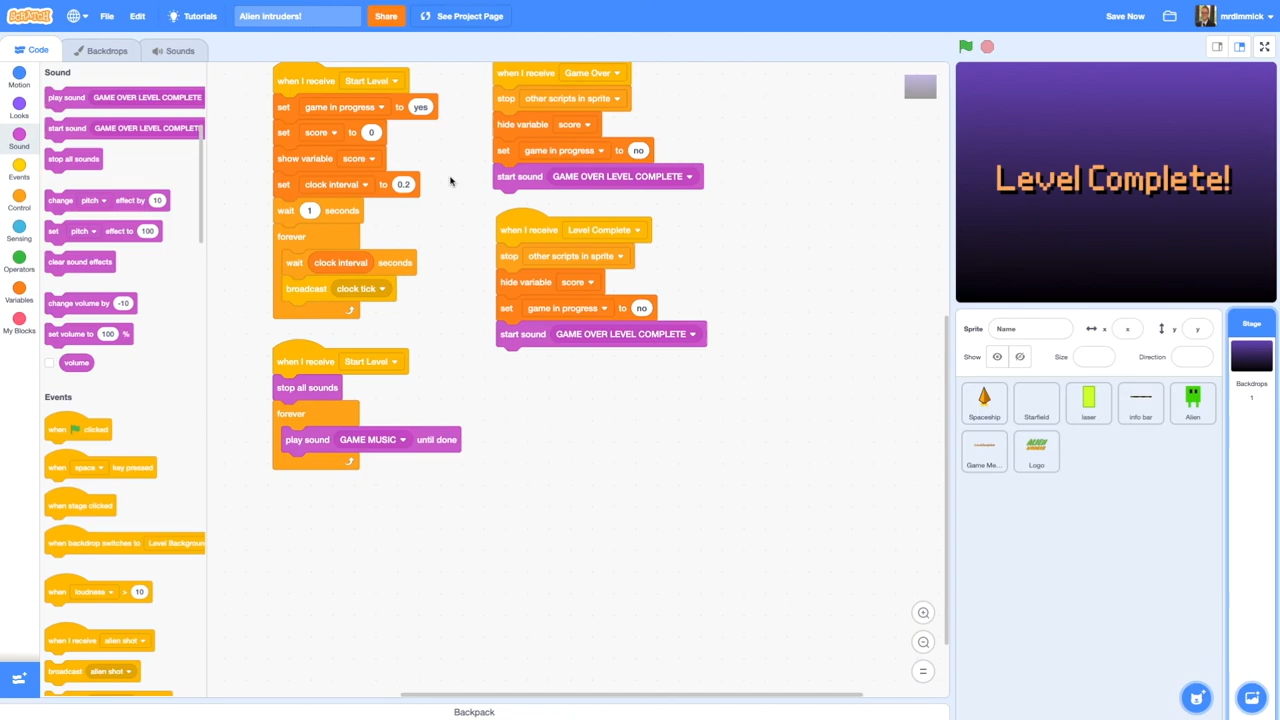 SCRATCH
File
Edit
Tutorials
Alien Intruders!
Share
See Project Page
Save Now
mrdimmick
Code
Backdrops
Sounds
Motion
Looks
Sound
Events
Control
Sensing
Operators
Variables
My Blocks
Sound
play sound GAME OVER LEVEL COMPLETE
start sound GAME OVER LEVEL COMPLETE
stop all sounds
change pitch effect by 10
set pitch effect to 100
clear sound effects
change volume by -10
set volume to 100 %
volume
Events
when clicked
when space key pressed
when stage clicked
when backdrop switches to Level Background
when loudness > 10
when I receive alien shot
broadcast alien shot
when I receive Start Level
set game in progress to yes
set score to 0
show variable score
set clock interval to 0.2
wait 1 seconds
forever
wait clock interval seconds
broadcast clock tick
when I receive Start Level
stop all sounds
forever
play sound GAME MUSIC until done
when I receive Game Over
stop other scripts in sprite
hide variable score
set game in progress to no
start sound GAME OVER LEVEL COMPLETE
when I receive Level Complete
stop other scripts in sprite
hide variable score
set game in progress to no
start sound GAME OVER LEVEL COMPLETE
Backpack
Level Complete!
Sprite Name x x y y
Show Size Direction
Spaceship
Starfield
laser
info bar
Alien
Game Me...
Logo
Stage
Backdrops
1